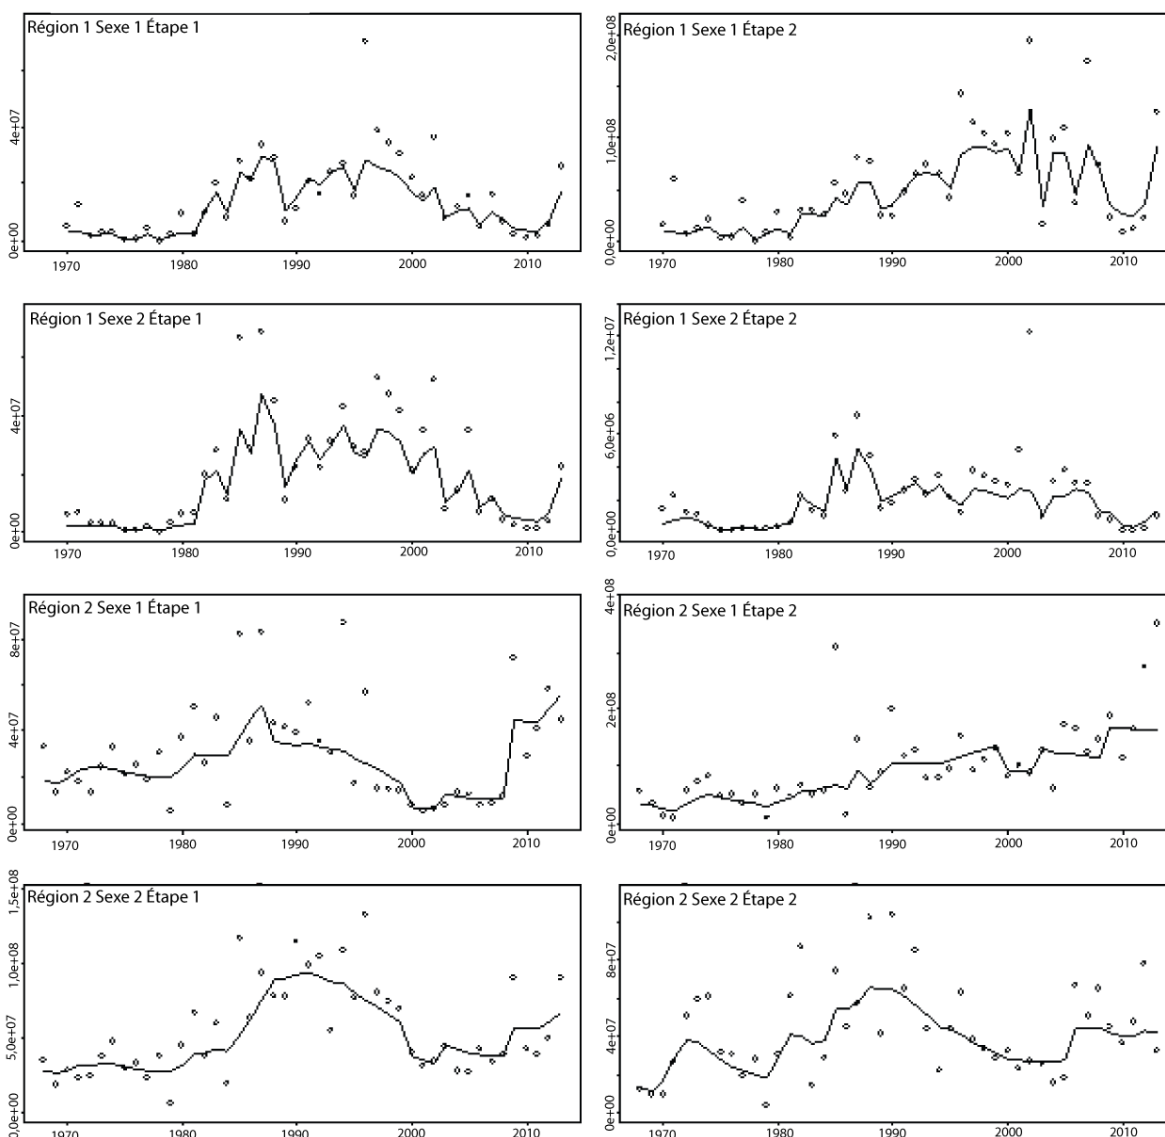 Région 1 Sexe 1 Étape 1
0e+00 4e+07
1970 1980 1990 2000 2010
Région 1 Sexe 1 Étape 2
0,0e+00 1,0e+08 2,0e+08
1970 1980 1990 2000 2010
Région 1 Sexe 2 Étape 1
0e+00 4e+07
1970 1980 1990 2000 2010
Région 1 Sexe 2 Étape 2
0,0e+00 6,0e+06 1,2e+07
1970 1980 1990 2000 2010
Région 2 Sexe 1 Étape 1
0e+00 4e+07 8e+07
1970 1980 1990 2000 2010
Région 2 Sexe 1 Étape 2
0e+00 2e+08 4e+08
1970 1980 1990 2000 2010
Région 2 Sexe 2 Étape 1
0,0e+00 5,0e+07 1,0e+08 1,5e+08
1970 1980 1990 2000 2010
Région 2 Sexe 2 Étape 2
0e+00 4e+07 8e+07
1970 1980 1990 2000 2010